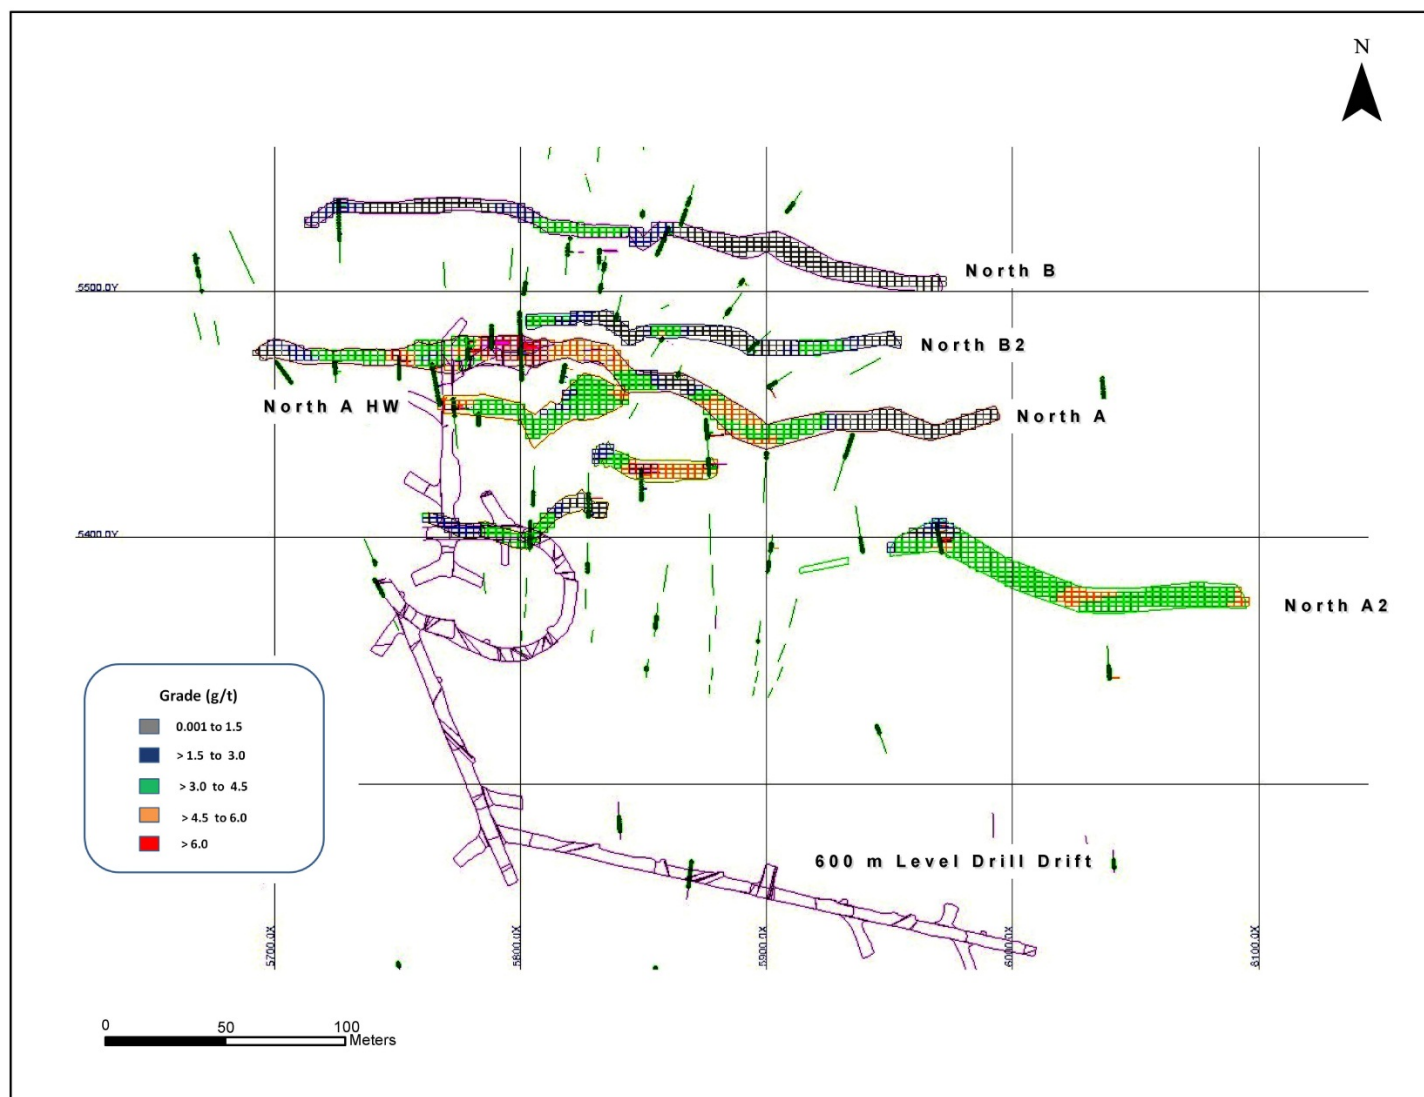 N
North B
5500.0Y
North B2
North A HW
North A
5400.0Y
North A2
Grade (g/t)
0.001 to 1.5
> 1.5 to 3.0
> 3.0 to 4.5
> 4.5 to 6.0
> 6.0
600 m Level Drill Drift
5700.0X
5800.0X
5900.0X
6000.0X
6100.0X
0 50 100
Meters